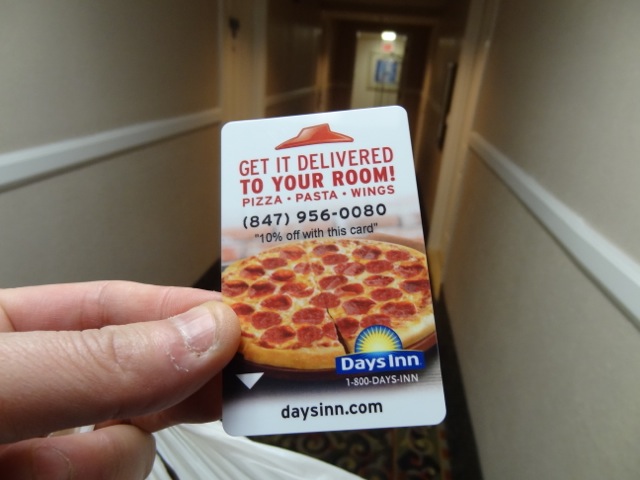 GET IT DELIVERED
TO YOUR ROOM!
PIZZA • PASTA • WINGS
(847) 956-0080
"10% off with this card"
Days Inn
1-800-DAYS-INN
daysinn.com